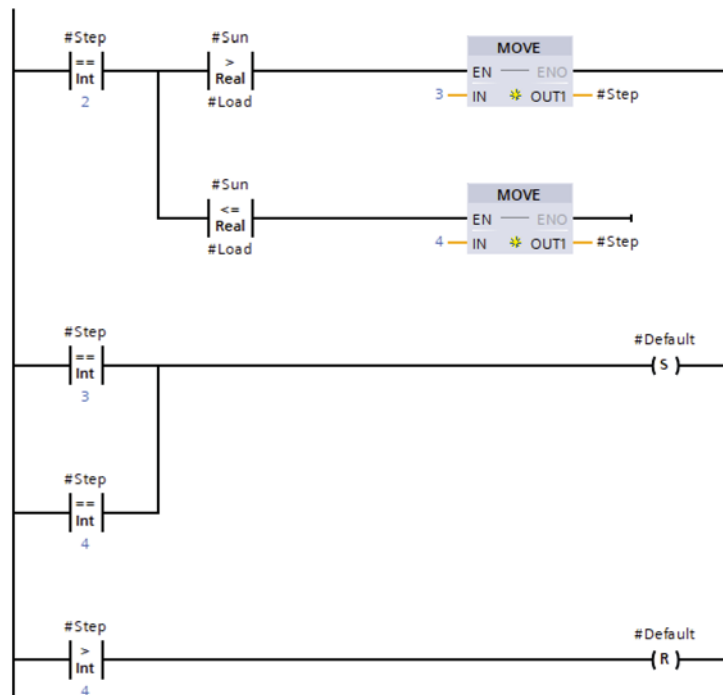 #Step #Sun
MOVE
== > EN ENO
Int Real 3 IN OUT1 #Step
2 #Load
#Sun
MOVE
<= EN ENO
Real 4 IN OUT1 #Step
#Load
#Step #Default
== (S)
Int
3
#Step
==
Int
4
#Step #Default
> (R)
Int
4